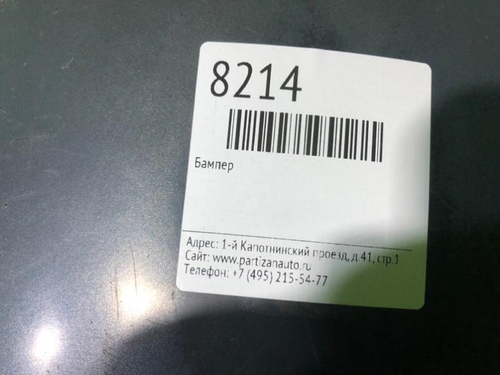 8214
Бампер
Адрес: 1-й Капотнинский проезд, д.41, стр.1
Сайт: www.partizanauto.ru
Телефон: +7 (495) 215-54-77